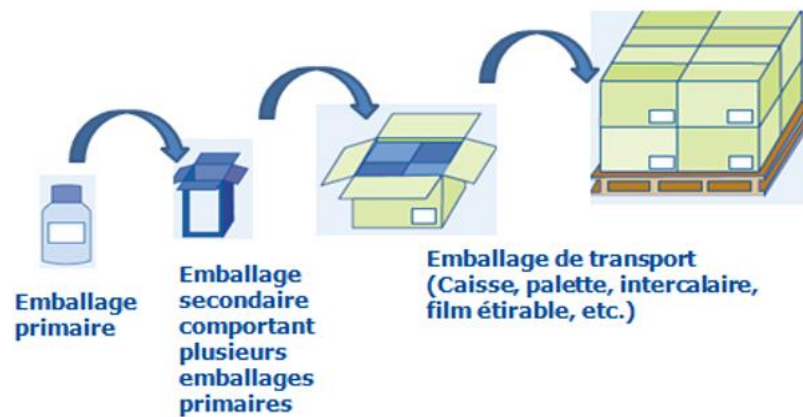 Emballage
primaire
Emballage
secondaire
comportant
plusieurs
emballages
primaires
Emballage de transport
(Caisse, palette, intercalaire,
film étirable, etc.)